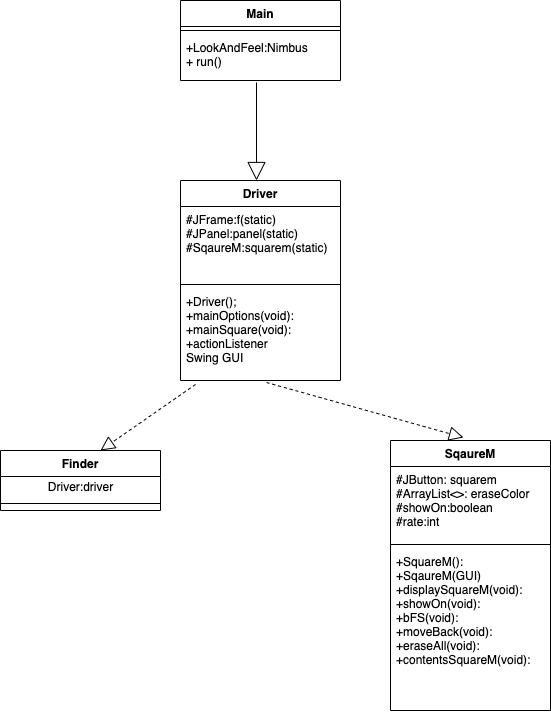 Main
+LookAndFeel:Nimbus
+ run()
Driver
#JFrame:f(static)
#JPanel:panel(static)
#SqaureM:squarem(static)
+Driver();
+mainOptions(void):
+mainSquare(void):
+actionListener
Swing GUI
Finder
Driver:driver
SqaureM
#JButton: squarem
#ArrayList<>: eraseColor
#showOn:boolean
#rate:int
+SquareM():
+SqaureM(GUI)
+displaySquareM(void):
+showOn(void):
+bFS(void):
+moveBack(void):
+eraseAll(void):
+contentsSquareM(void):